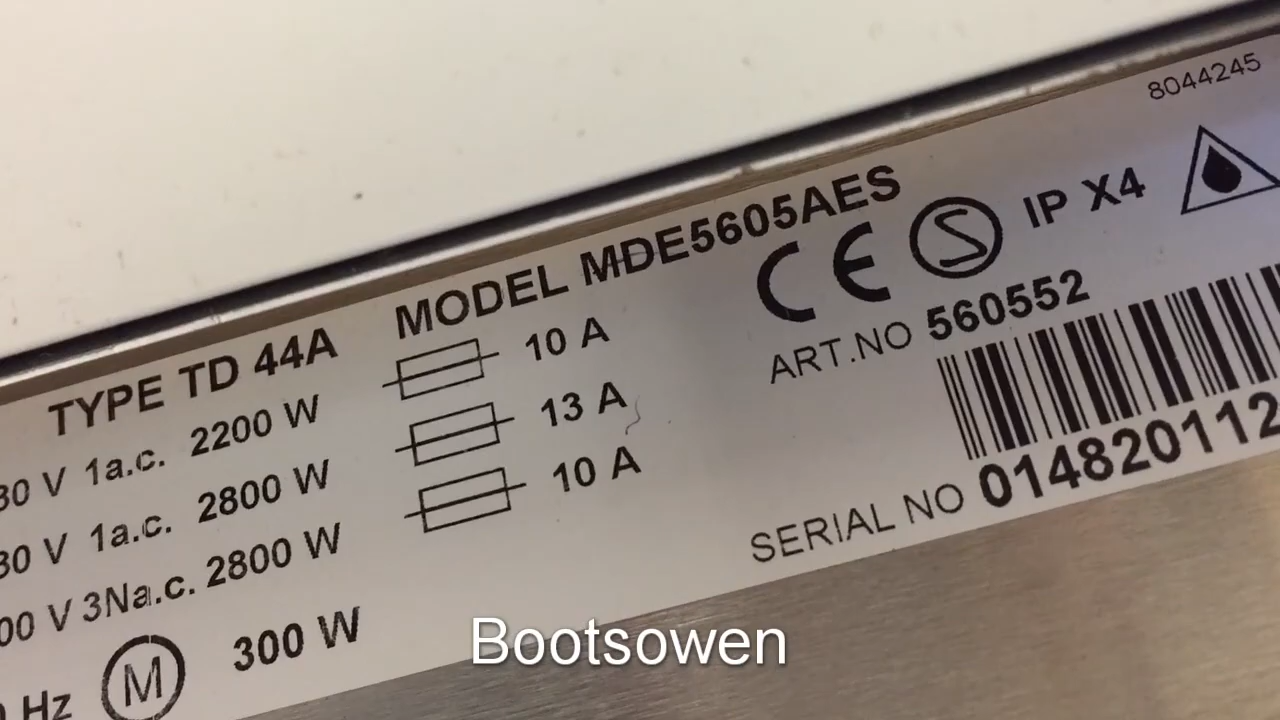 8044245
TYPE TD 44A MODEL MDE5605AES CE S IP X4
30 V 1a.c. 2200 W 10 A ART.NO 560552
30 V 1a.c. 2800 W 13 A
00 V 3Na.c. 2800 W 10 A SERIAL NO 014820112
Hz M 300 W
Bootsowen